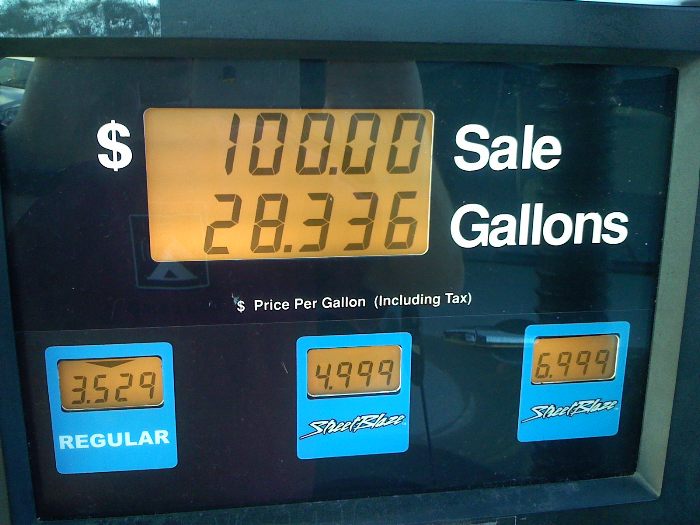 $ 100.00 Sale
28.336 Gallons
$ Price Per Gallon (Including Tax)
3.529 4.999 6.999
REGULAR StreetBlaze StreetBlaze